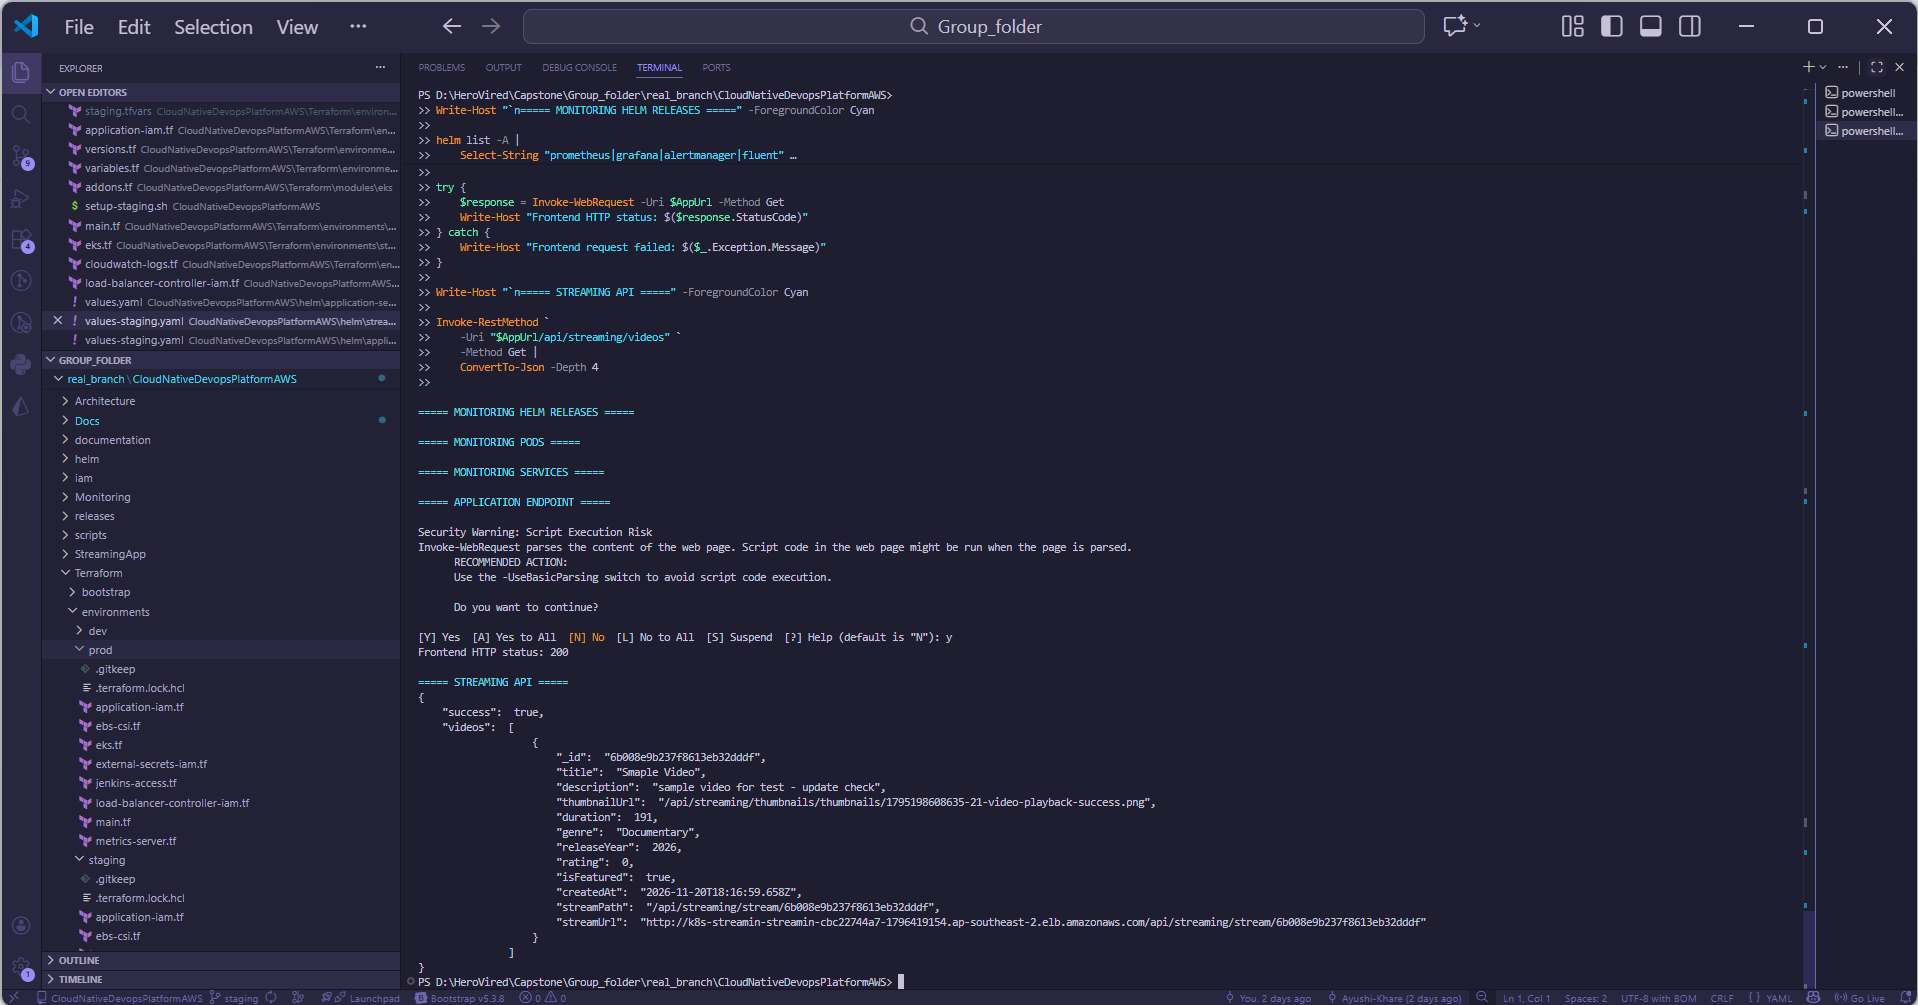 File Edit Selection View ··· Group_folder
EXPLORER ···
OPEN EDITORS
staging.tfvars CloudNativeDevopsPlatformAWS\Terraform\environ...
application-iam.tf CloudNativeDevopsPlatformAWS\Terraform\en...
versions.tf CloudNativeDevopsPlatformAWS\Terraform\environme...
variables.tf CloudNativeDevopsPlatformAWS\Terraform\environme...
addons.tf CloudNativeDevopsPlatformAWS\Terraform\modules\eks
$ setup-staging.sh CloudNativeDevopsPlatformAWS
main.tf CloudNativeDevopsPlatformAWS\Terraform\environments\...
eks.tf CloudNativeDevopsPlatformAWS\Terraform\environments\st...
cloudwatch-logs.tf CloudNativeDevopsPlatformAWS\Terraform\en...
load-balancer-controller-iam.tf CloudNativeDevopsPlatformAWS...
! values.yaml CloudNativeDevopsPlatformAWS\helm\application-se...
! values-staging.yaml CloudNativeDevopsPlatformAWS\helm\strea...
! values-staging.yaml CloudNativeDevopsPlatformAWS\helm\appli...
GROUP_FOLDER
real_branch\CloudNativeDevopsPlatformAWS
Architecture
Docs
documentation
helm
iam
Monitoring
releases
scripts
StreamingApp
Terraform
bootstrap
environments
dev
prod
.gitkeep
.terraform.lock.hcl
application-iam.tf
ebs-csi.tf
eks.tf
external-secrets-iam.tf
jenkins-access.tf
load-balancer-controller-iam.tf
main.tf
metrics-server.tf
staging
.gitkeep
.terraform.lock.hcl
application-iam.tf
ebs-csi.tf
OUTLINE
TIMELINE
9
4
1
PROBLEMS OUTPUT DEBUG CONSOLE TERMINAL PORTS
PS D:\HeroVired\Capstone\Group_folder\real_branch\CloudNativeDevopsPlatformAWS>
>> Write-Host "`n===== MONITORING HELM RELEASES =====" -ForegroundColor Cyan
>>
>> helm list -A |
>> Select-String "prometheus|grafana|alertmanager|fluent" …
>>
>> try {
>> $response = Invoke-WebRequest -Uri $AppUrl -Method Get
>> Write-Host "Frontend HTTP status: $($response.StatusCode)"
>> } catch {
>> Write-Host "Frontend request failed: $($_.Exception.Message)"
>> }
>>
>> Write-Host "`n===== STREAMING API =====" -ForegroundColor Cyan
>>
>> Invoke-RestMethod `
>> -Uri "$AppUrl/api/streaming/videos" `
>> -Method Get |
>> ConvertTo-Json -Depth 4
>>
===== MONITORING HELM RELEASES =====
===== MONITORING PODS =====
===== MONITORING SERVICES =====
===== APPLICATION ENDPOINT =====
Security Warning: Script Execution Risk
Invoke-WebRequest parses the content of the web page. Script code in the web page might be run when the page is parsed.
RECOMMENDED ACTION:
Use the -UseBasicParsing switch to avoid script code execution.
Do you want to continue?
[Y] Yes [A] Yes to All [N] No [L] No to All [S] Suspend [?] Help (default is "N"): y
Frontend HTTP status: 200
===== STREAMING API =====
{
"success": true,
"videos": [
{
"_id": "6b008e9b237f8613eb32dddf",
"title": "Smaple Video",
"description": "sample video for test - update check",
"thumbnailUrl": "/api/streaming/thumbnails/thumbnails/1795198608635-21-video-playback-success.png",
"duration": 191,
"genre": "Documentary",
"releaseYear": 2026,
"rating": 0,
"isFeatured": true,
"createdAt": "2026-11-20T18:16:59.658Z",
"streamPath": "/api/streaming/stream/6b008e9b237f8613eb32dddf",
"streamUrl": "http://k8s-streamin-streamin-cbc22744a7-1796419154.ap-southeast-2.elb.amazonaws.com/api/streaming/stream/6b008e9b237f8613eb32dddf"
}
]
}
PS D:\HeroVired\Capstone\Group_folder\real_branch\CloudNativeDevopsPlatformAWS>
powershell
powershell...
powershell...
CloudNativeDevopsPlatformAWS staging Launchpad Bootstrap v5.3.8 0 0 You, 2 days ago Ayushi-Khare (2 days ago) Ln 1, Col 1 Spaces: 2 UTF-8 with BOM CRLF { } YAML Go Live